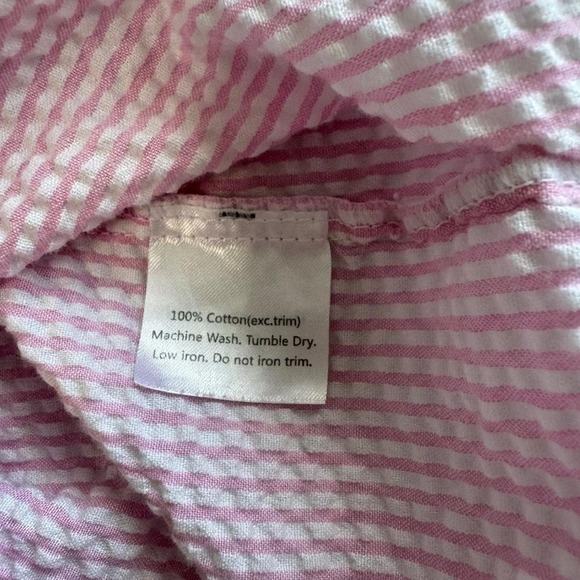 100% Cotton(exc.trim)
Machine Wash. Tumble Dry.
Low iron. Do not iron trim.